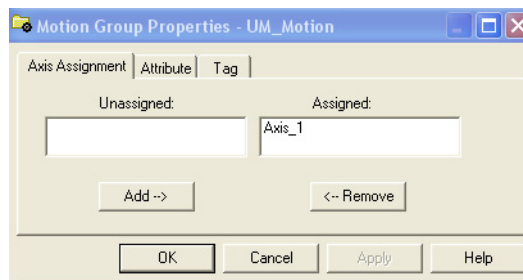 Motion Group Properties - UM_Motion
Axis Assignment Attribute Tag
Unassigned: Assigned:
Axis_1
Add --> <-- Remove
OK Cancel Apply Help